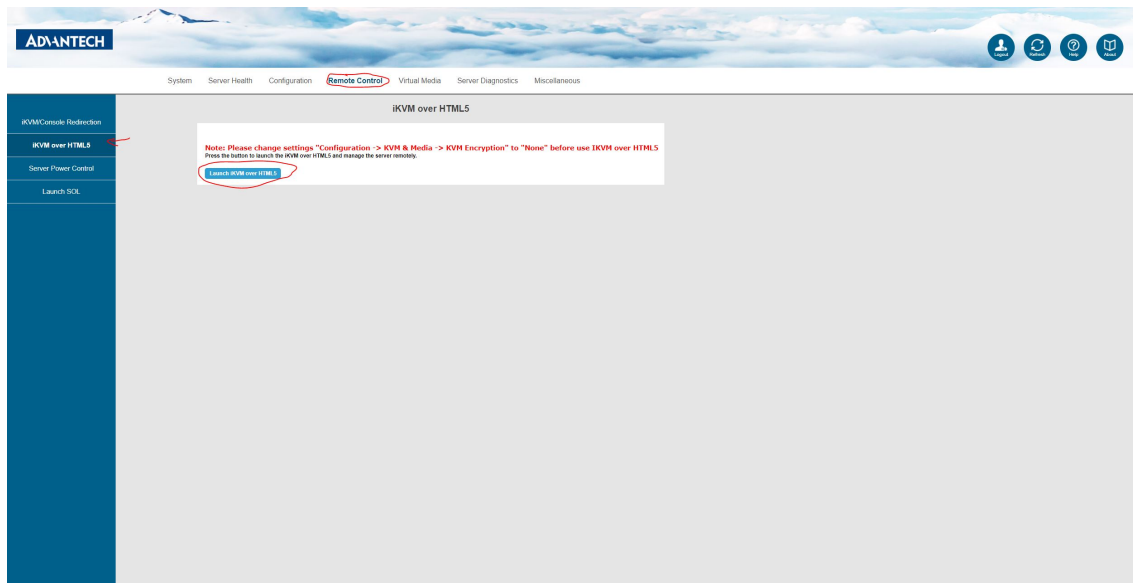 ADVANTECH
Logout
Refresh
Help
About
System Server Health Configuration Remote Control Virtual Media Server Diagnostics Miscellaneous
iKVM/Console Redirection
iKVM over HTML5
Server Power Control
Launch SOL
iKVM over HTML5
Note: Please change settings "Configuration -> KVM & Media -> KVM Encryption" to "None" before use IKVM over HTML5
Press the button to launch the iKVM over HTML5 and manage the server remotely.
Launch iKVM over HTML5